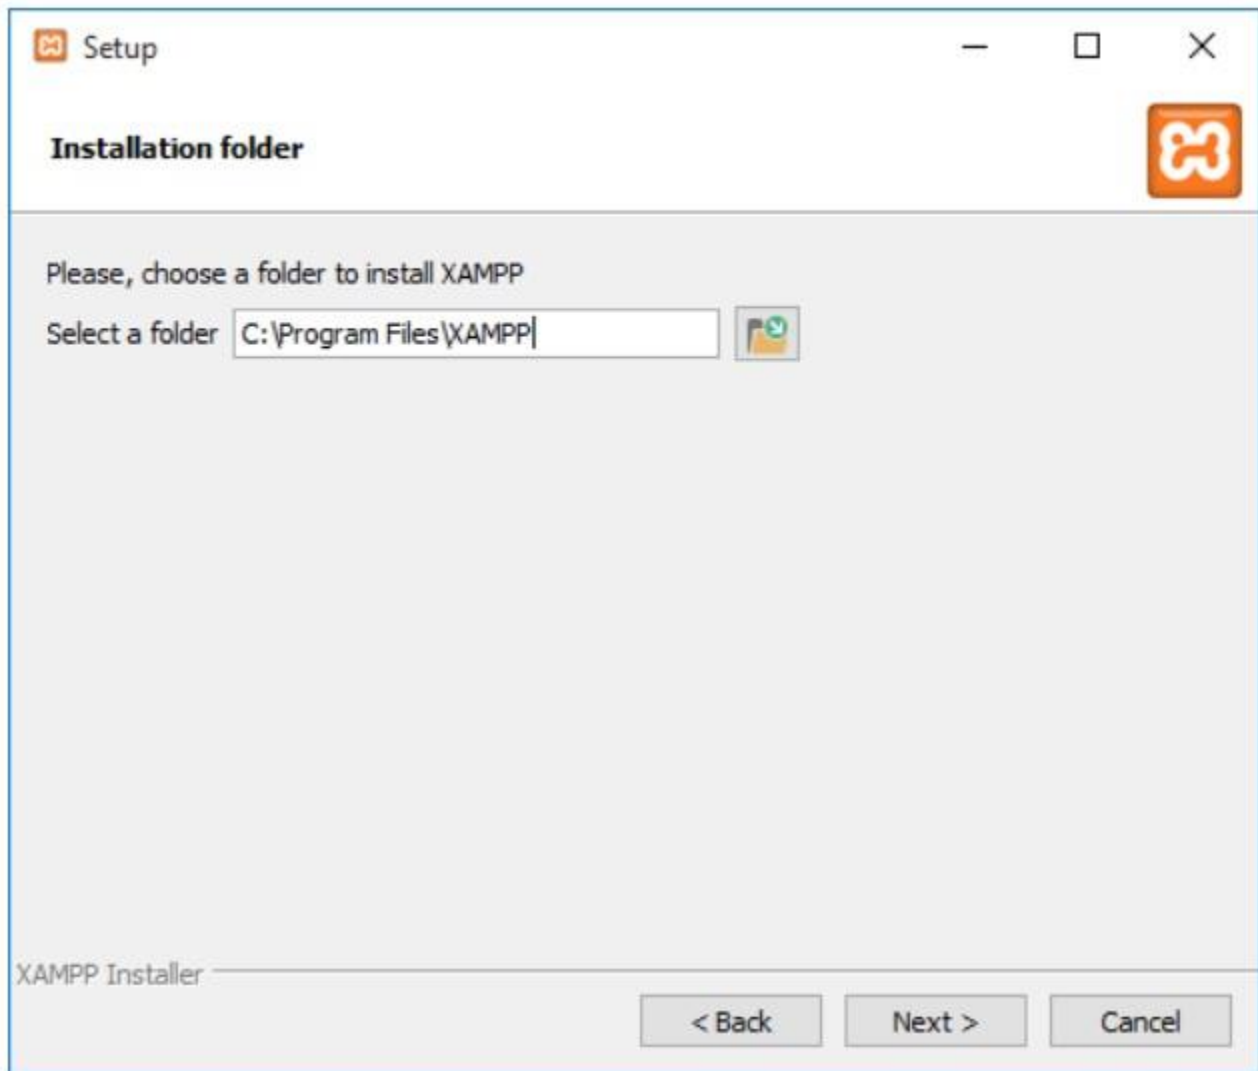 Setup
Installation folder
Please, choose a folder to install XAMPP
Select a folder C:\Program Files\XAMPP
XAMPP Installer
< Back Next > Cancel